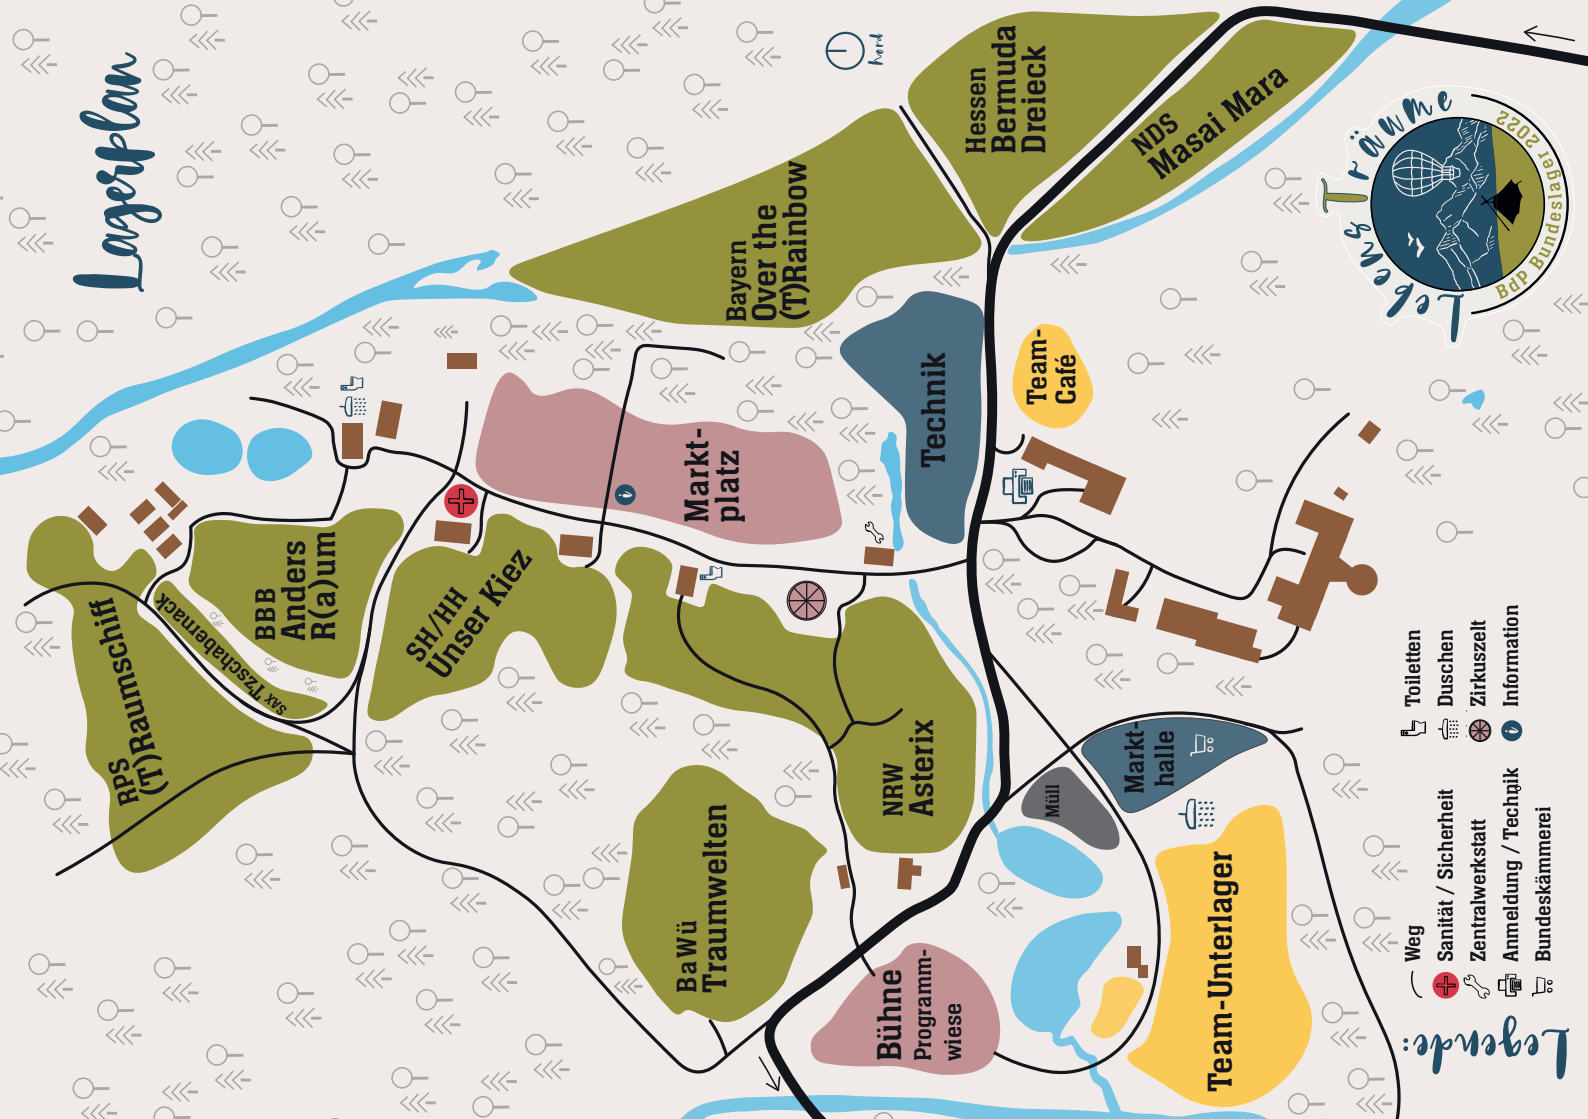 Lagerplan
Nord
Hessen
Bermuda
Dreieck
NDS
Masai Mara
Bayern
Over the
(T)Rainbow
Lebens(t)räume
BdP Bundeslager 2022
Technik
Team-
Café
Markt-
platz
BBB
Anders
R(a)um
SAX Tzschabernack
RPS
(T)Raumschiff
SH/HH
Unser Kiez
NRW
Asterix
BaWü
Traumwelten
Bühne
Programm-
wiese
Müll
Markt-
halle
Team-Unterlager
Legende:
Weg
Sanität / Sicherheit
Zentralwerkstatt
Anmeldung / Technik
Bundeskämmerei
Toiletten
Duschen
Zirkuszelt
Information